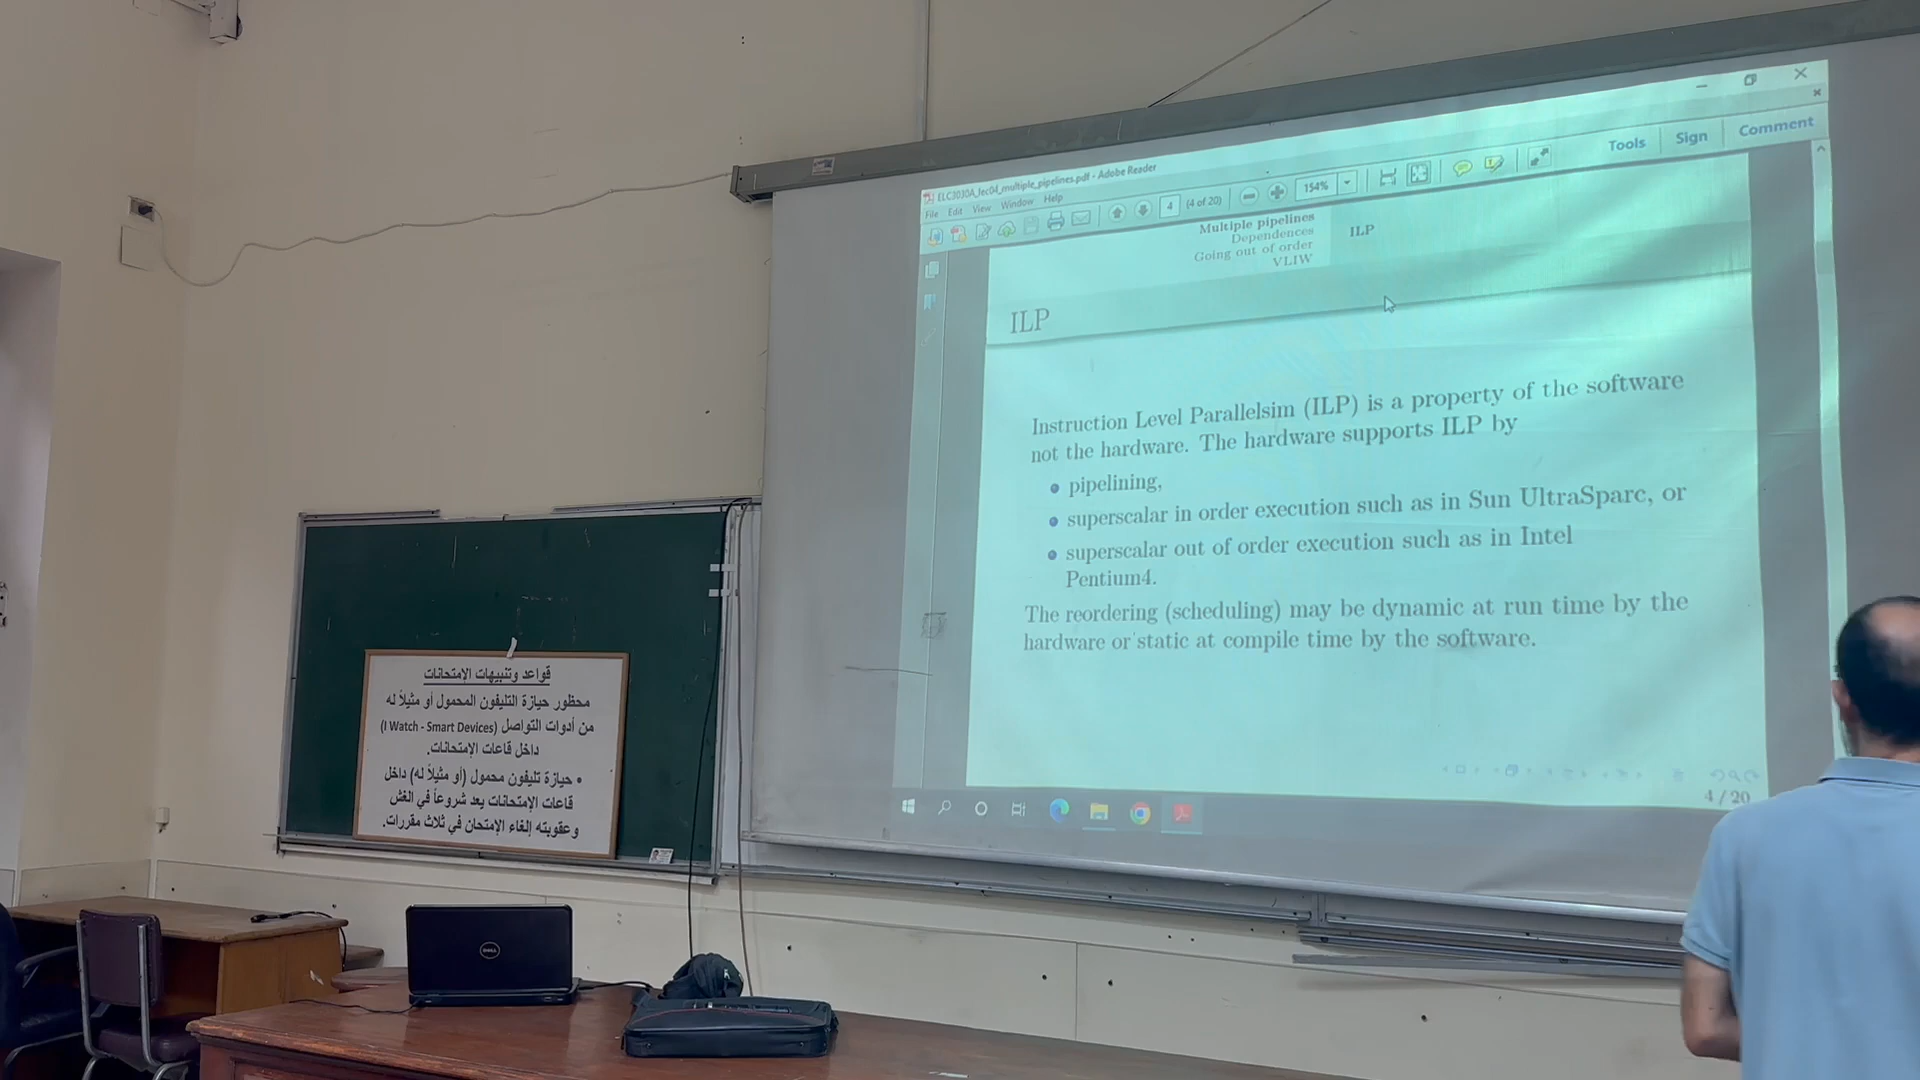 ELC3030A_lec04_multiple_pipelines.pdf - Adobe Reader
File Edit View Window Help
4 (4 of 20) 154%
Tools Sign Comment
Multiple pipelines
Dependences
Going out of order
VLIW
ILP
ILP
Instruction Level Parallelsim (ILP) is a property of the software
not the hardware. The hardware supports ILP by
pipelining,
superscalar in order execution such as in Sun UltraSparc, or
superscalar out of order execution such as in Intel
Pentium4.
The reordering (scheduling) may be dynamic at run time by the
hardware or static at compile time by the software.
4 / 20
قواعد وتنبيهات الإمتحانات
محظور حيازة التليفون المحمول أو مثيلاً له
من أدوات التواصل (I Watch - Smart Devices)
داخل قاعات الإمتحانات.
• حيازة تليفون محمول (أو مثيلاً له) داخل
قاعات الإمتحانات يعد شروعاً في الغش
وعقوبته إلغاء الإمتحان في ثلاث مقررات.
DELL